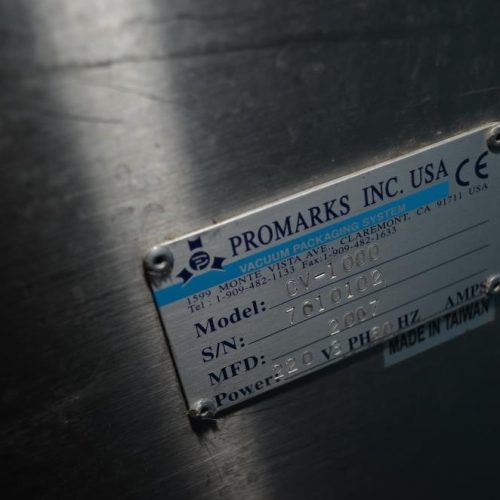 PROMARKS INC. USA CE
VACUUM PACKAGING SYSTEM
1599 MONTE VISTA AVE., CLAREMONT, CA 91711 USA
Tel: 1-909-482-1133 Fax:1-909-482-1633
Model: CV-1000
S/N: 7610102
MFD: 2007
Power: 220 V 3 PH 60 HZ AMPS
MADE IN TAIWAN